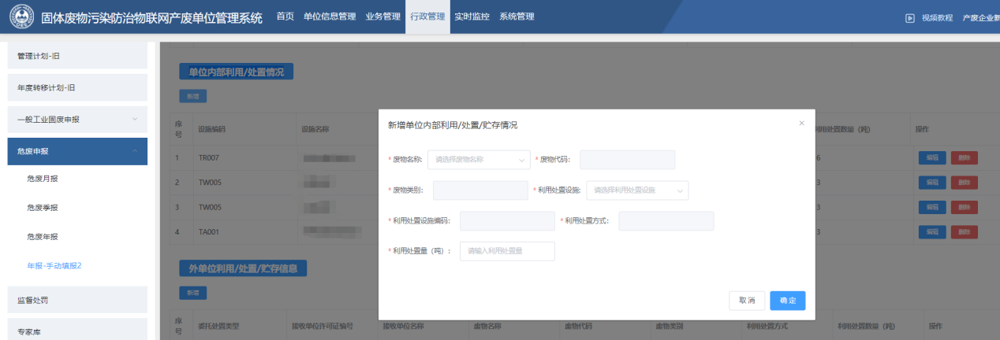 固体废物污染防治物联网产废单位管理系统 首页 单位信息管理 业务管理 行政管理 实时监控 系统管理 视频教程 产废企业新
管理计划-旧
年度转移计划-旧
一般工业固废申报
危废申报
危废月报
危废季报
危废年报
年报-手动填报2
监督处罚
专家库
单位内部利用/处置情况
新增
序号 设施编码 设施名称 利用处置数量（吨） 操作
1 TR007 6 编辑 删除
2 TW005 3 编辑 删除
3 TW005 3 编辑 删除
4 TA001 3 编辑 删除
新增单位内部利用/处置/贮存情况 ×
* 废物名称: 请选择废物名称 * 废物代码:
* 废物类别: * 利用处置设施: 请选择利用处置设施
* 利用处置设施编码: * 利用处置方式:
* 利用处置量（吨）: 请输入利用处置量
取消 确定
外单位利用/处置/贮存信息
新增
序号 委托处置类型 接收单位许可证编号 接收单位名称 废物名称 废物代码 废物类别 利用处置方式 利用处置数量（吨） 操作